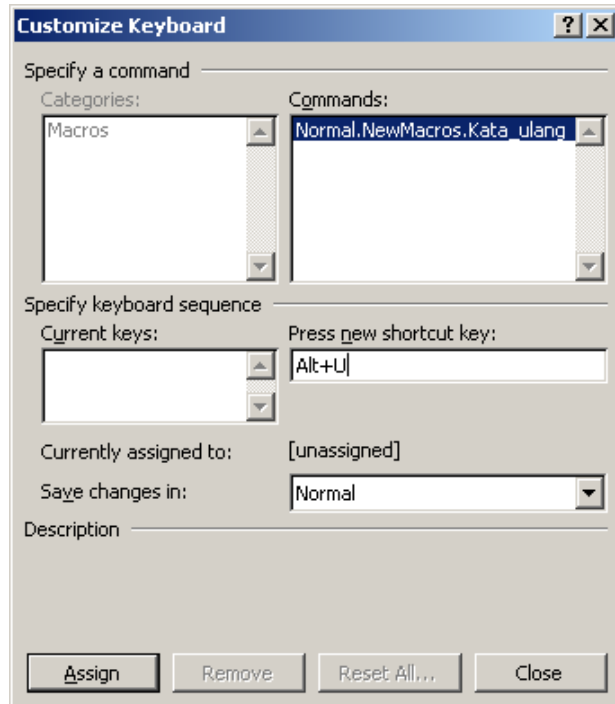 Customize Keyboard
Specify a command
Categories: Commands:
Macros Normal.NewMacros.Kata_ulang
Specify keyboard sequence
Current keys: Press new shortcut key:
Alt+U
Currently assigned to: [unassigned]
Save changes in: Normal
Description
Assign Remove Reset All... Close